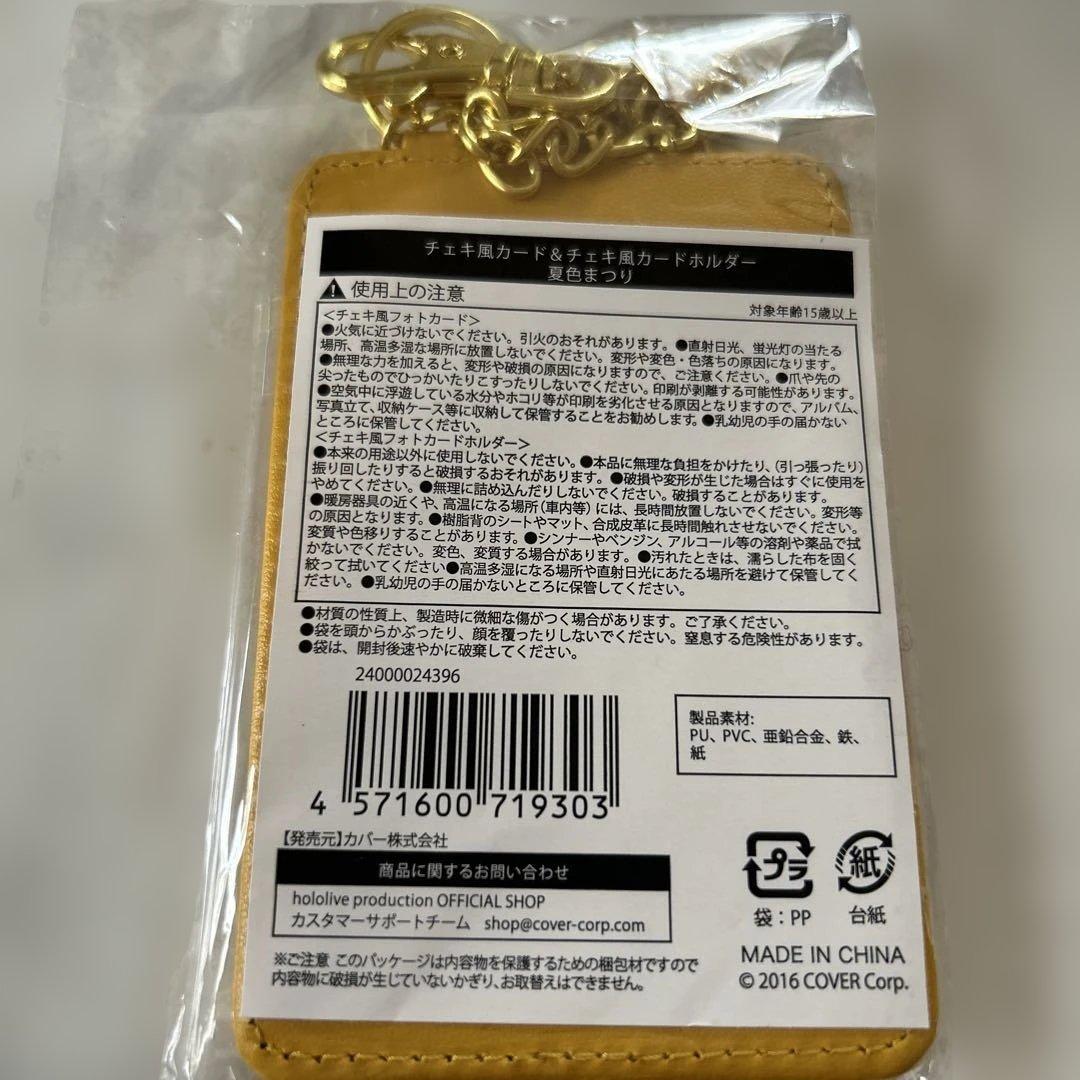 チェキ風カード＆チェキ風カードホルダー
夏色まつり
使用上の注意
対象年齢15歳以上
＜チェキ風フォトカード＞
●火気に近づけないでください。引火のおそれがあります。●直射日光、蛍光灯の当たる
場所、高温多湿な場所に放置しないでください。変形や変色・色落ちの原因になります。
●無理な力を加えると、変形や破損の原因になりますので、ご注意ください。●爪や先の
尖ったものでひっかいたりこすったりしないでください。印刷が剥離する可能性があります。
●空気中に浮遊している水分やホコリ等が印刷を劣化させる原因となりますので、アルバム、
写真立て、収納ケース等に収納して保管することをお勧めします。●乳幼児の手の届かない
ところに保管してください。
＜チェキ風フォトカードホルダー＞
●本来の用途以外に使用しないでください。●本品に無理な負担をかけたり、（引っ張ったり）
振り回したりすると破損するおそれがあります。●破損や変形が生じた場合はすぐに使用を
やめてください。●無理に詰め込んだりしないでください。破損することがあります。
●暖房器具の近くや、高温になる場所（車内等）には、長時間放置しないでください。変形等
の原因となります。●樹脂背のシートやマット、合成皮革に長時間触れさせないでください。
変質や色移りすることがあります。●シンナーやベンジン、アルコール等の溶剤や薬品で拭
かないでください。変色、変質する場合があります。●汚れたときは、濡らした布を固く
絞って拭いてください●高温多湿になる場所や直射日光にあたる場所を避けて保管してく
ださい。●乳幼児の手の届かないところに保管してください。
●材質の性質上、製造時に微細な傷がつく場合があります。ご了承ください。
●袋を頭からかぶったり、顔を覆ったりしないでください。窒息する危険性があります。
●袋は、開封後速やかに破棄してください。
24000024396
4 571600 719303
製品素材:
PU、PVC、亜鉛合金、鉄、
紙
【発売元】カバー株式会社
商品に関するお問い合わせ
hololive production OFFICIAL SHOP
カスタマーサポートチーム shop@cover-corp.com
プラ
袋：PP
紙
台紙
※ご注意 このパッケージは内容物を保護するための梱包材ですので
内容物に破損が生じていないかぎり、お取替えはできません。
MADE IN CHINA
© 2016 COVER Corp.